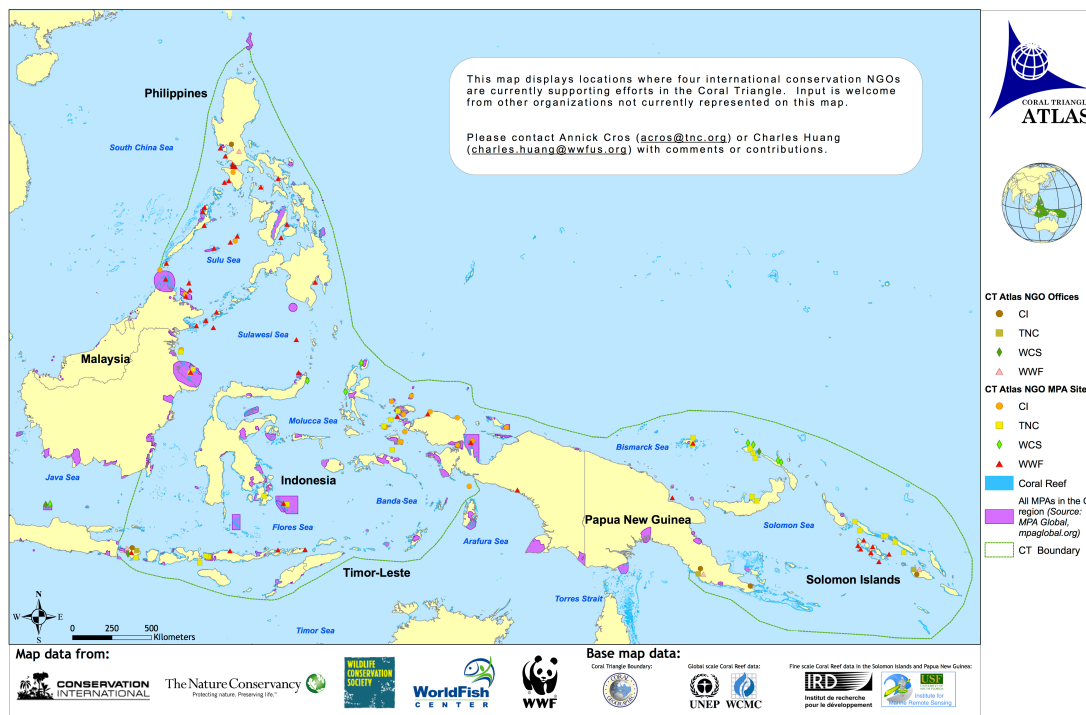 This map displays locations where four international conservation NGOs
are currently supporting efforts in the Coral Triangle. Input is welcome
from other organizations not currently represented on this map.
Please contact Annick Cros (acros@tnc.org) or Charles Huang
(charles.huang@wwfus.org) with comments or contributions.
Philippines
South China Sea
Sulu Sea
Sulawesi Sea
Malaysia
Molucca Sea
Bismarck Sea
Java Sea
Indonesia
Banda-Sea
Papua New Guinea
Solomon Sea
Flores Sea
Arafura Sea
Timor-Leste
Solomon Islands
Torres Strait
Timor Sea
N
W
E
S
0 250 500
Kilometers
CORAL TRIANGL
ATLAS
CT Atlas NGO Offices
CI
TNC
WCS
WWF
CT Atlas NGO MPA Site
CI
TNC
WCS
WWF
Coral Reef
All MPAs in the C
region (Source:
MPA Global,
mpaglobal.org)
CT Boundary
Map data from:
CONSERVATION
INTERNATIONAL
The Nature Conservancy
Protecting nature. Preserving life.™
WILDLIFE
CONSERVATION
SOCIETY
WorldFish
CENTER
WWF
Base map data:
Coral Triangle Boundary:
Global scale Coral Reef data:
UNEP WCMC
Fine scale Coral Reef data in the Solomon Islands and Papua New Guinea:
IRD
Institut de recherche
pour le développement
USF
Institute for
Marine Remote Sensing